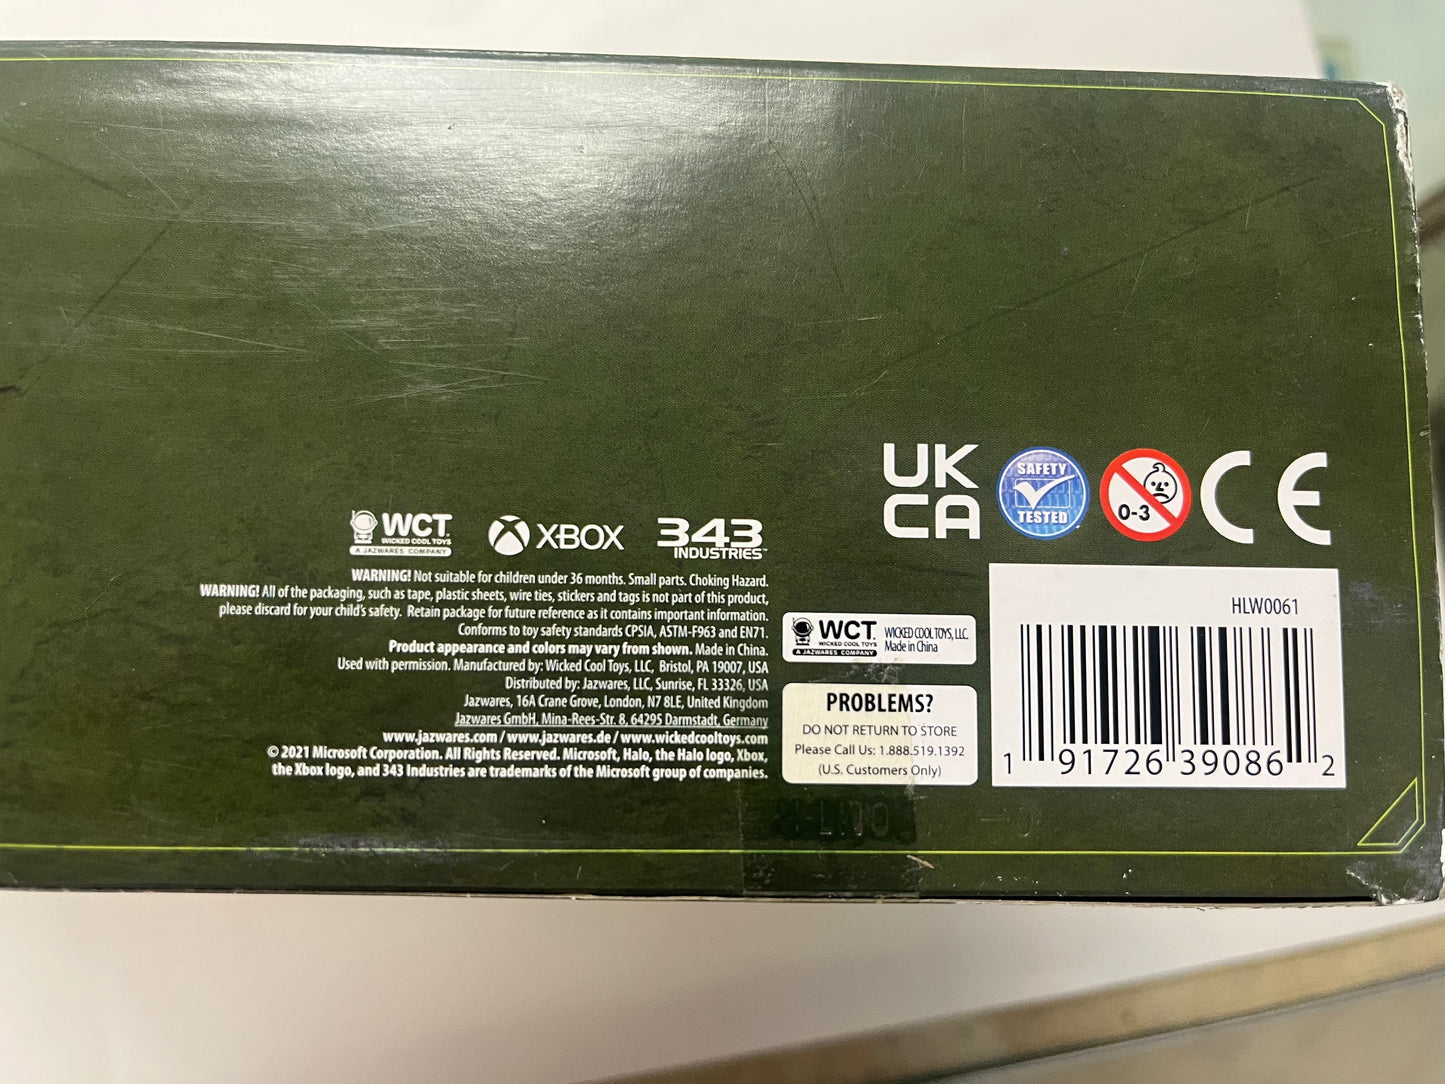 UK
CA
SAFETY
TESTED
0-3
CE
WCT
WICKED COOL TOYS
A JAZWARES COMPANY
XBOX
343
INDUSTRIES™
WARNING! Not suitable for children under 36 months. Small parts. Choking Hazard.
WARNING! All of the packaging, such as tape, plastic sheets, wire ties, stickers and tags is not part of this product,
please discard for your child's safety. Retain package for future reference as it contains important information.
Conforms to toy safety standards CPSIA, ASTM-F963 and EN71.
Product appearance and colors may vary from shown. Made in China.
Used with permission. Manufactured by: Wicked Cool Toys, LLC, Bristol, PA 19007, USA
Distributed by: Jazwares, LLC, Sunrise, FL 33326, USA
Jazwares, 16A Crane Grove, London, N7 8LE, United Kingdom
Jazwares GmbH, Mina-Rees-Str. 8, 64295 Darmstadt, Germany
www.jazwares.com / www.jazwares.de / www.wickedcooltoys.com
© 2021 Microsoft Corporation. All Rights Reserved. Microsoft, Halo, the Halo logo, Xbox,
the Xbox logo, and 343 Industries are trademarks of the Microsoft group of companies.
WCT
WICKED COOL TOYS
A JAZWARES COMPANY
WICKED COOL TOYS, LLC.
Made in China
PROBLEMS?
DO NOT RETURN TO STORE
Please Call Us: 1.888.519.1392
(U.S. Customers Only)
HLW0061
1 91726 39086 2